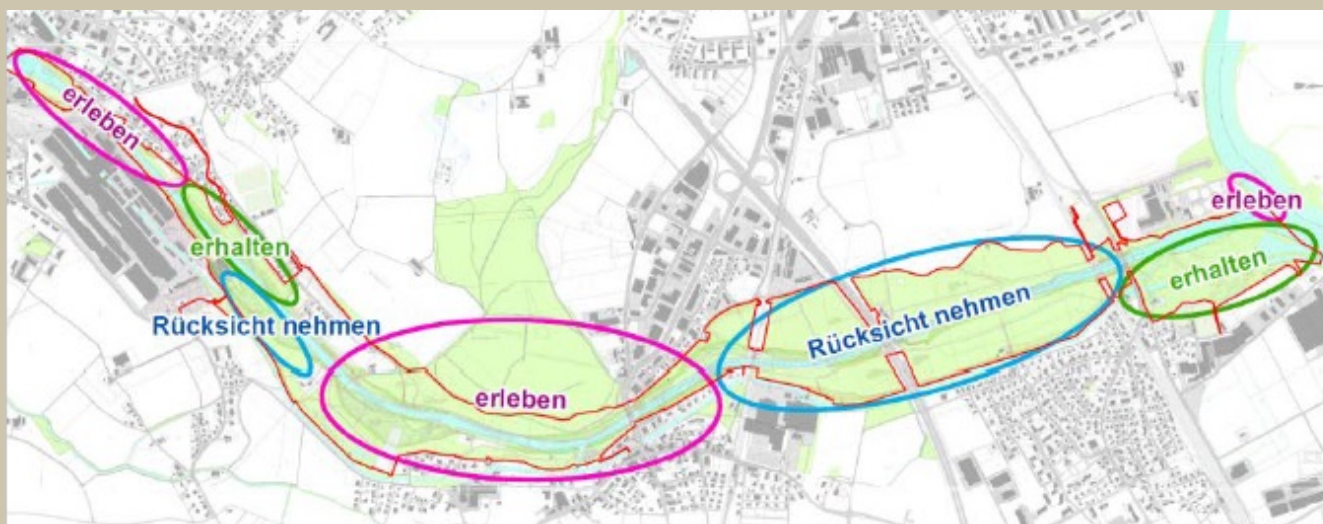 erleben
erhalten
Rücksicht nehmen
erleben
Rücksicht nehmen
erleben
erhalten